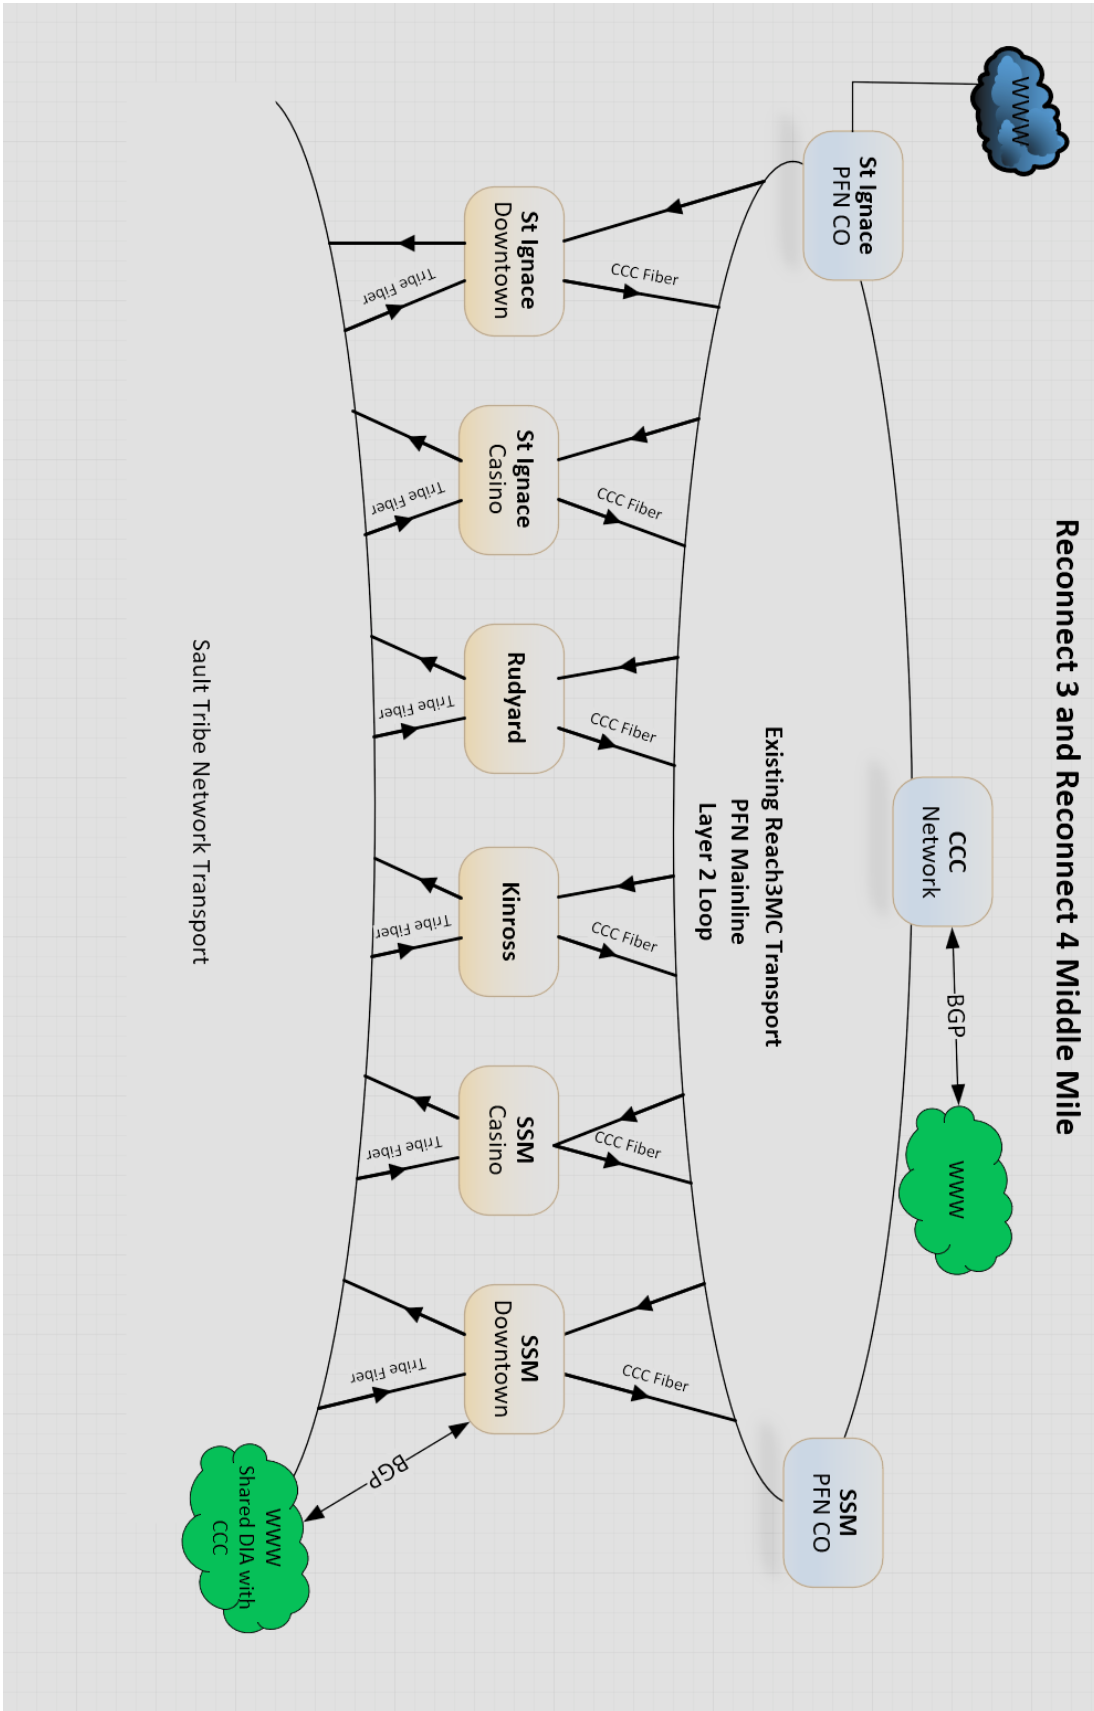 Reconnect 3 and Reconnect 4 Middle Mile
WWW
CCC
Network
BGP
WWW
St Ignace
PFN CO
SSM
PFN CO
Existing Reach3MC Transport
PFN Mainline
Layer 2 Loop
CCC Fiber
CCC Fiber
CCC Fiber
CCC Fiber
CCC Fiber
CCC Fiber
St Ignace
Downtown
St Ignace
Casino
Rudyard
Kinross
SSM
Casino
SSM
Downtown
Tribe Fiber
Tribe Fiber
Tribe Fiber
Tribe Fiber
Tribe Fiber
Tribe Fiber
BGP
WWW
Shared DIA with
CCC
Sault Tribe Network Transport